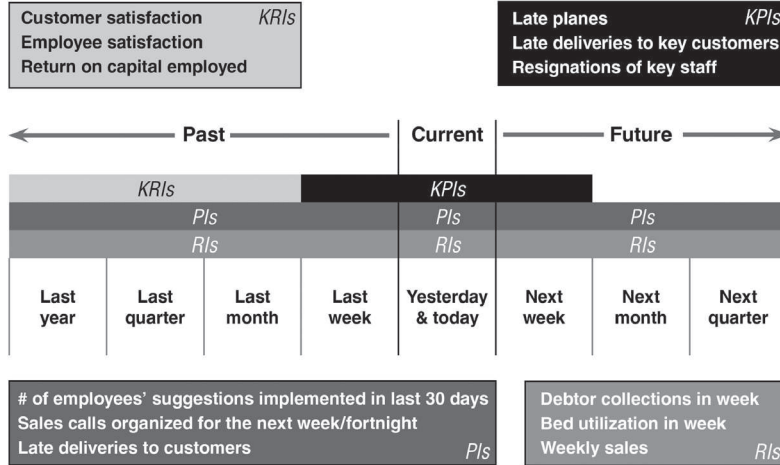 Customer satisfaction KRIs
Employee satisfaction
Return on capital employed
Late planes KPIs
Late deliveries to key customers
Resignations of key staff
Past Current Future
KRIs KPIs
PIs PIs PIs
RIs RIs RIs
Last Last Last Last Yesterday Next Next Next
year quarter month week & today week month quarter
# of employees’ suggestions implemented in last 30 days
Sales calls organized for the next week/fortnight
Late deliveries to customers PIs
Debtor collections in week
Bed utilization in week
Weekly sales RIs